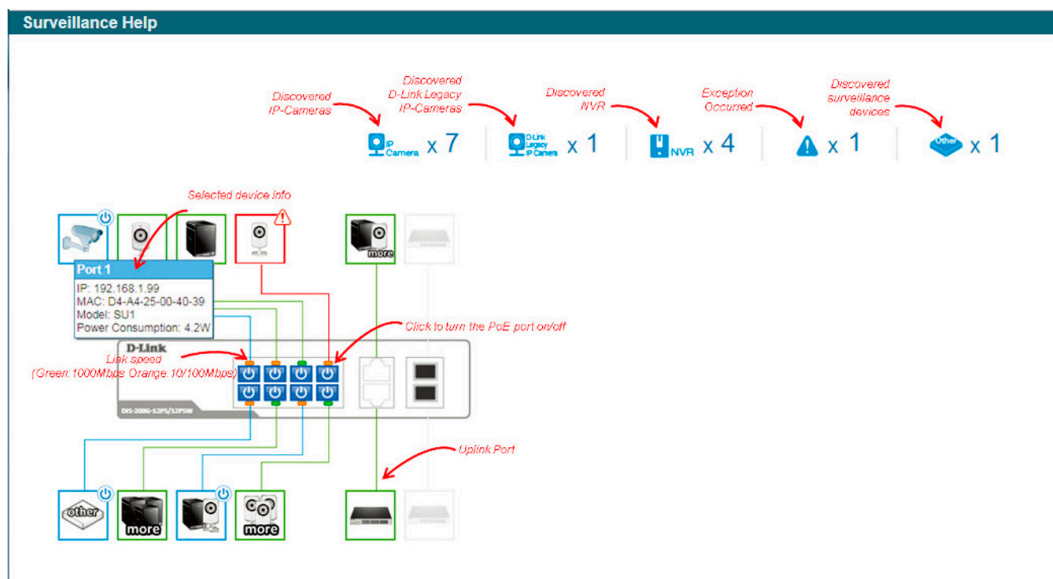 Surveillance Help
Discovered
IP-Cameras
Discovered
D-Link Legacy
IP-Cameras
Discovered
NVR
Exception
Occurred
Discovered
surveillance
devices
IP
Camera x 7
D-Link
Legacy
IP Camera x 1
NVR x 4
x 1
Other x 1
Selected device info
more
Port 1
IP: 192.168.1.99
MAC: D4-A4-25-00-40-39
Model: SU1
Power Consumption: 4.2W
Click to turn the PoE port on/off
D-Link
Link speed
(Green:1000Mbps Orange:10/100Mbps)
DIS-200G-12PS/12PSW
Uplink Port
other
more
more